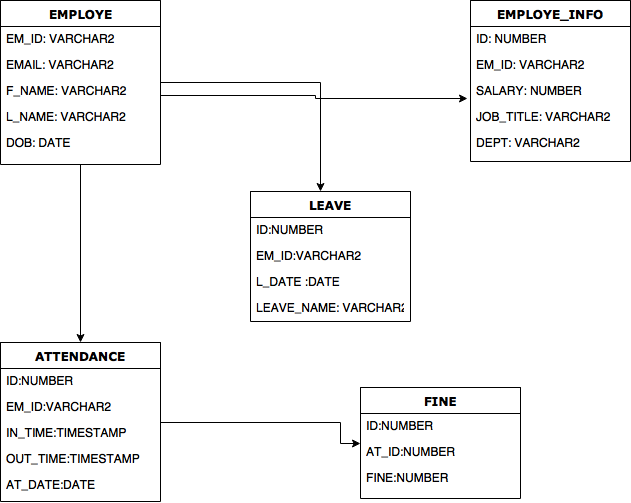 EMPLOYE
EM_ID: VARCHAR2
EMAIL: VARCHAR2
F_NAME: VARCHAR2
L_NAME: VARCHAR2
DOB: DATE
EMPLOYE_INFO
ID: NUMBER
EM_ID: VARCHAR2
SALARY: NUMBER
JOB_TITLE: VARCHAR2
DEPT: VARCHAR2
LEAVE
ID:NUMBER
EM_ID:VARCHAR2
L_DATE :DATE
LEAVE_NAME: VARCHAR2
ATTENDANCE
ID:NUMBER
EM_ID:VARCHAR2
IN_TIME:TIMESTAMP
OUT_TIME:TIMESTAMP
AT_DATE:DATE
FINE
ID:NUMBER
AT_ID:NUMBER
FINE:NUMBER